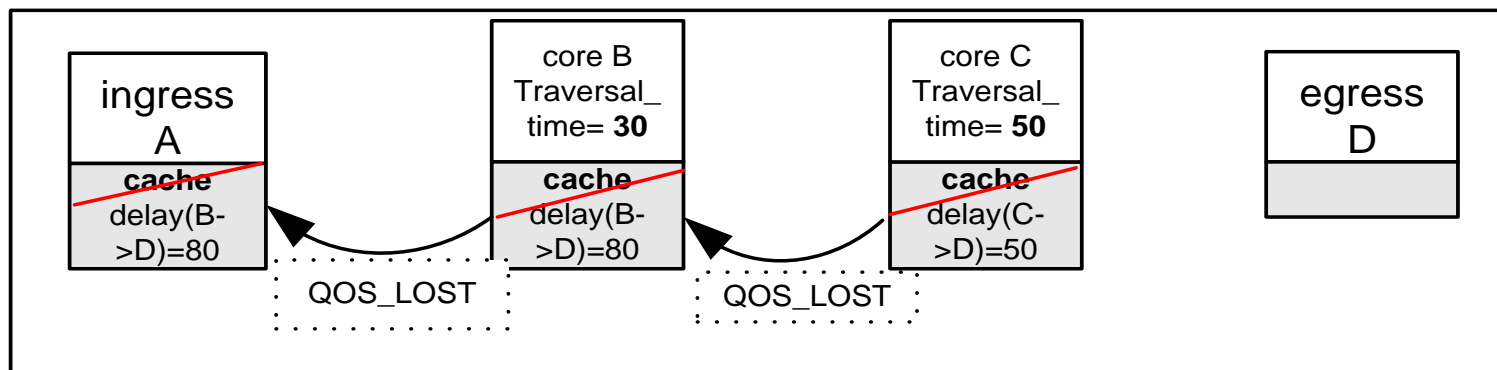 ingress
A
cache
delay(B-
>D)=80
core B
Traversal_
time= 30
cache
delay(B-
>D)=80
core C
Traversal_
time= 50
cache
delay(C-
>D)=50
egress
D
QOS_LOST
QOS_LOST